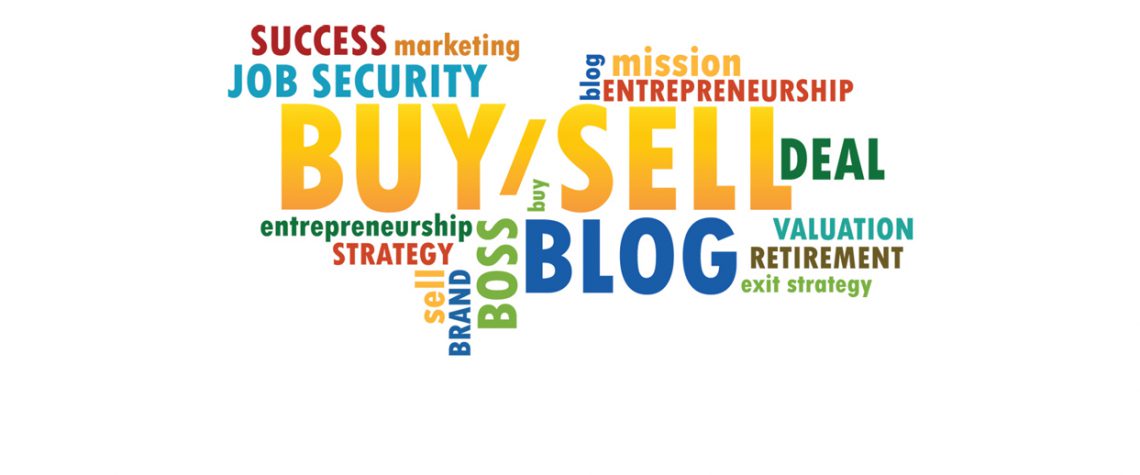 SUCCESS marketing
JOB SECURITY
blog
mission
ENTREPRENEURSHIP
BUY/SELL
DEAL
buy
entrepreneurship
STRATEGY
sell
BRAND
BOSS
BLOG
VALUATION
RETIREMENT
exit strategy